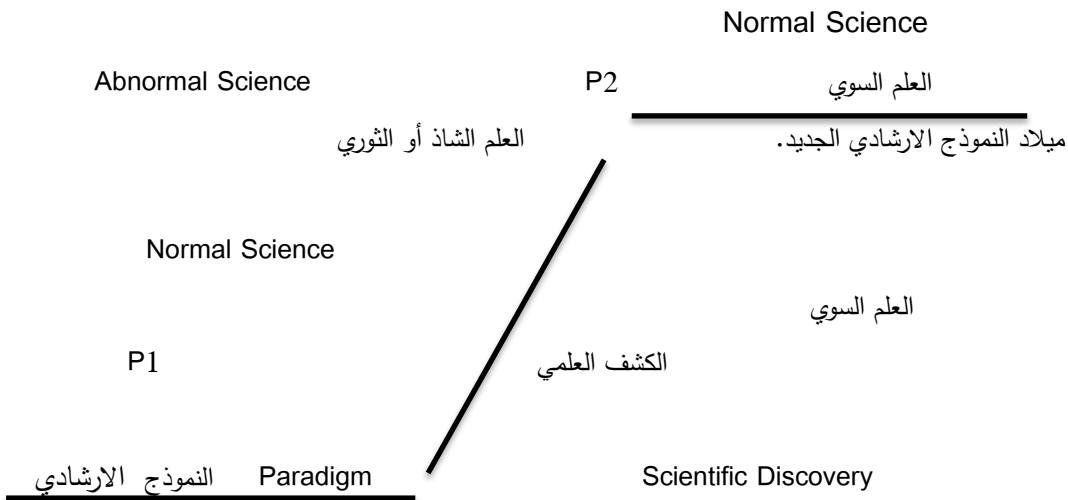 Normal Science
Abnormal Science P2 العلم السوي
العلم الشاذ أو الثوري ميلاد النموذج الارشادي الجديد.
Normal Science
العلم السوي
P1 الكشف العلمي
النموذج الارشادي Paradigm Scientific Discovery